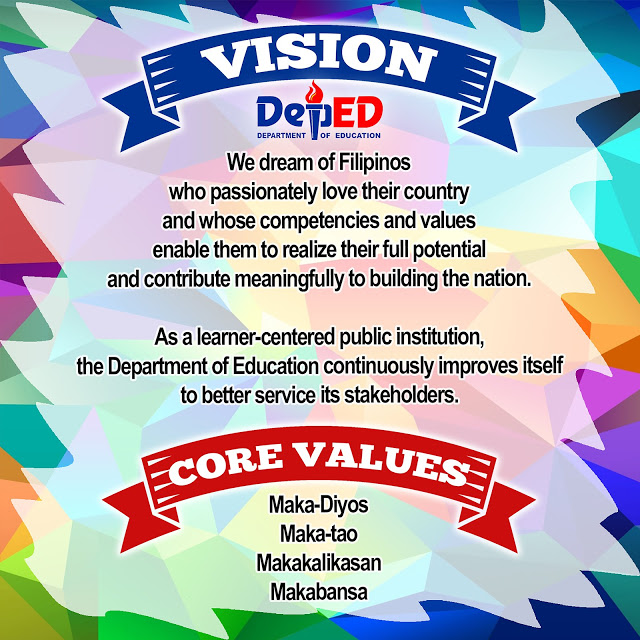 VISION
DepED
DEPARTMENT OF EDUCATION
We dream of Filipinos
who passionately love their country
and whose competencies and values
enable them to realize their full potential
and contribute meaningfully to building the nation.
As a learner-centered public institution,
the Department of Education continuously improves itself
to better service its stakeholders.
CORE VALUES
Maka-Diyos
Maka-tao
Makakalikasan
Makabansa